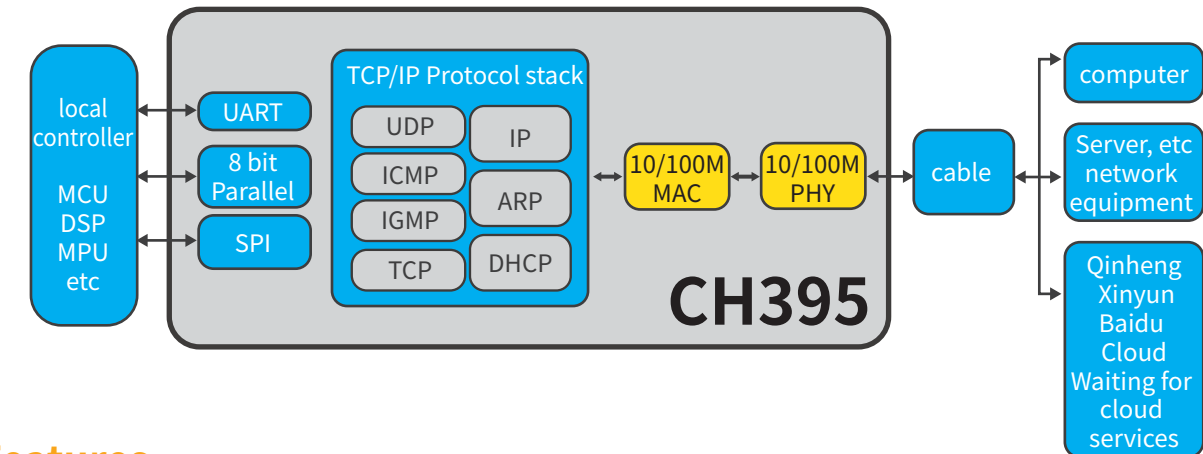 local
controller
MCU
DSP
MPU
etc
UART
8 bit
Parallel
SPI
TCP/IP Protocol stack
UDP
ICMP
IGMP
TCP
IP
ARP
DHCP
10/100M
MAC
10/100M
PHY
CH395
cable
computer
Server, etc
network
equipment
Qinheng
Xinyun
Baidu
Cloud
Waiting for
cloud
services